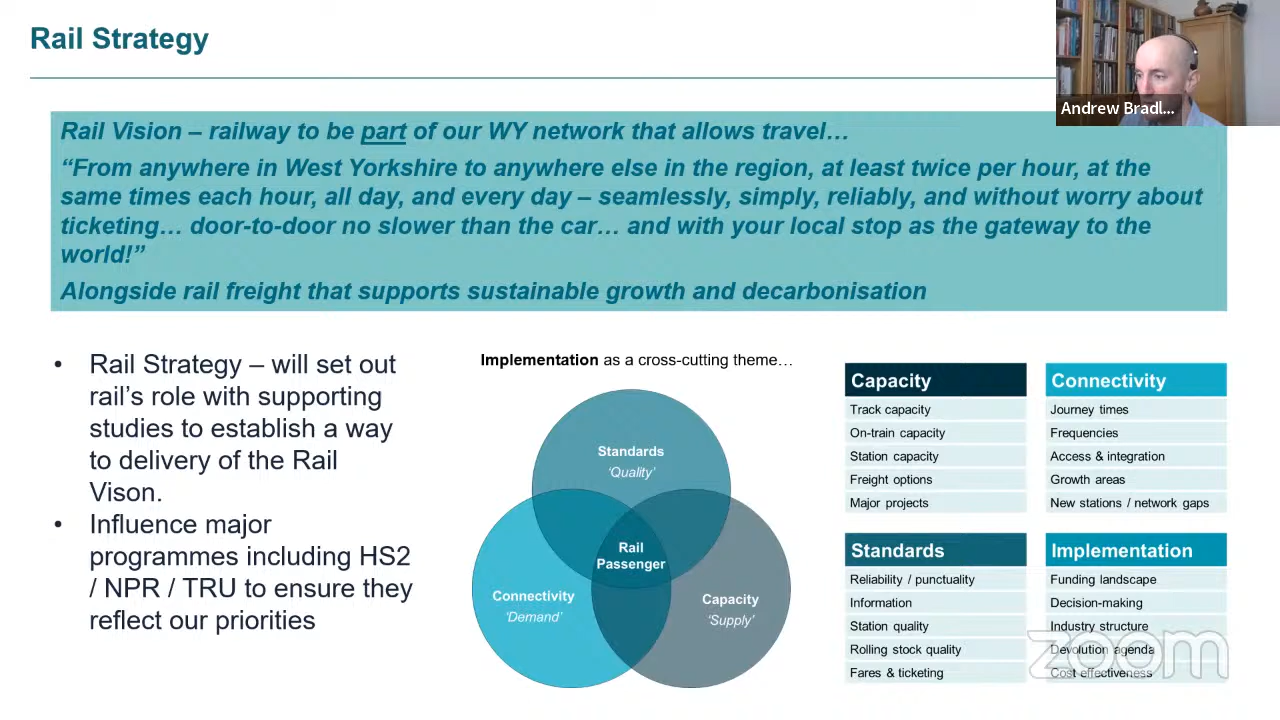 Rail Strategy
Andrew Bradl...
Rail Vision – railway to be part of our WY network that allows travel…
“From anywhere in West Yorkshire to anywhere else in the region, at least twice per hour, at the
same times each hour, all day, and every day – seamlessly, simply, reliably, and without worry about
ticketing… door-to-door no slower than the car… and with your local stop as the gateway to the
world!”
Alongside rail freight that supports sustainable growth and decarbonisation
• Rail Strategy – will set out
rail’s role with supporting
studies to establish a way
to delivery of the Rail
Vison.
• Influence major
programmes including HS2
/ NPR / TRU to ensure they
reflect our priorities
Implementation as a cross-cutting theme…
Standards
‘Quality’
Rail
Passenger
Connectivity
‘Demand’
Capacity
‘Supply’
Capacity
Track capacity
On-train capacity
Station capacity
Freight options
Major projects
Connectivity
Journey times
Frequencies
Access & integration
Growth areas
New stations / network gaps
Standards
Reliability / punctuality
Information
Station quality
Rolling stock quality
Fares & ticketing
Implementation
Funding landscape
Decision-making
Industry structure
Devolution agenda
Cost effectiveness
zoom